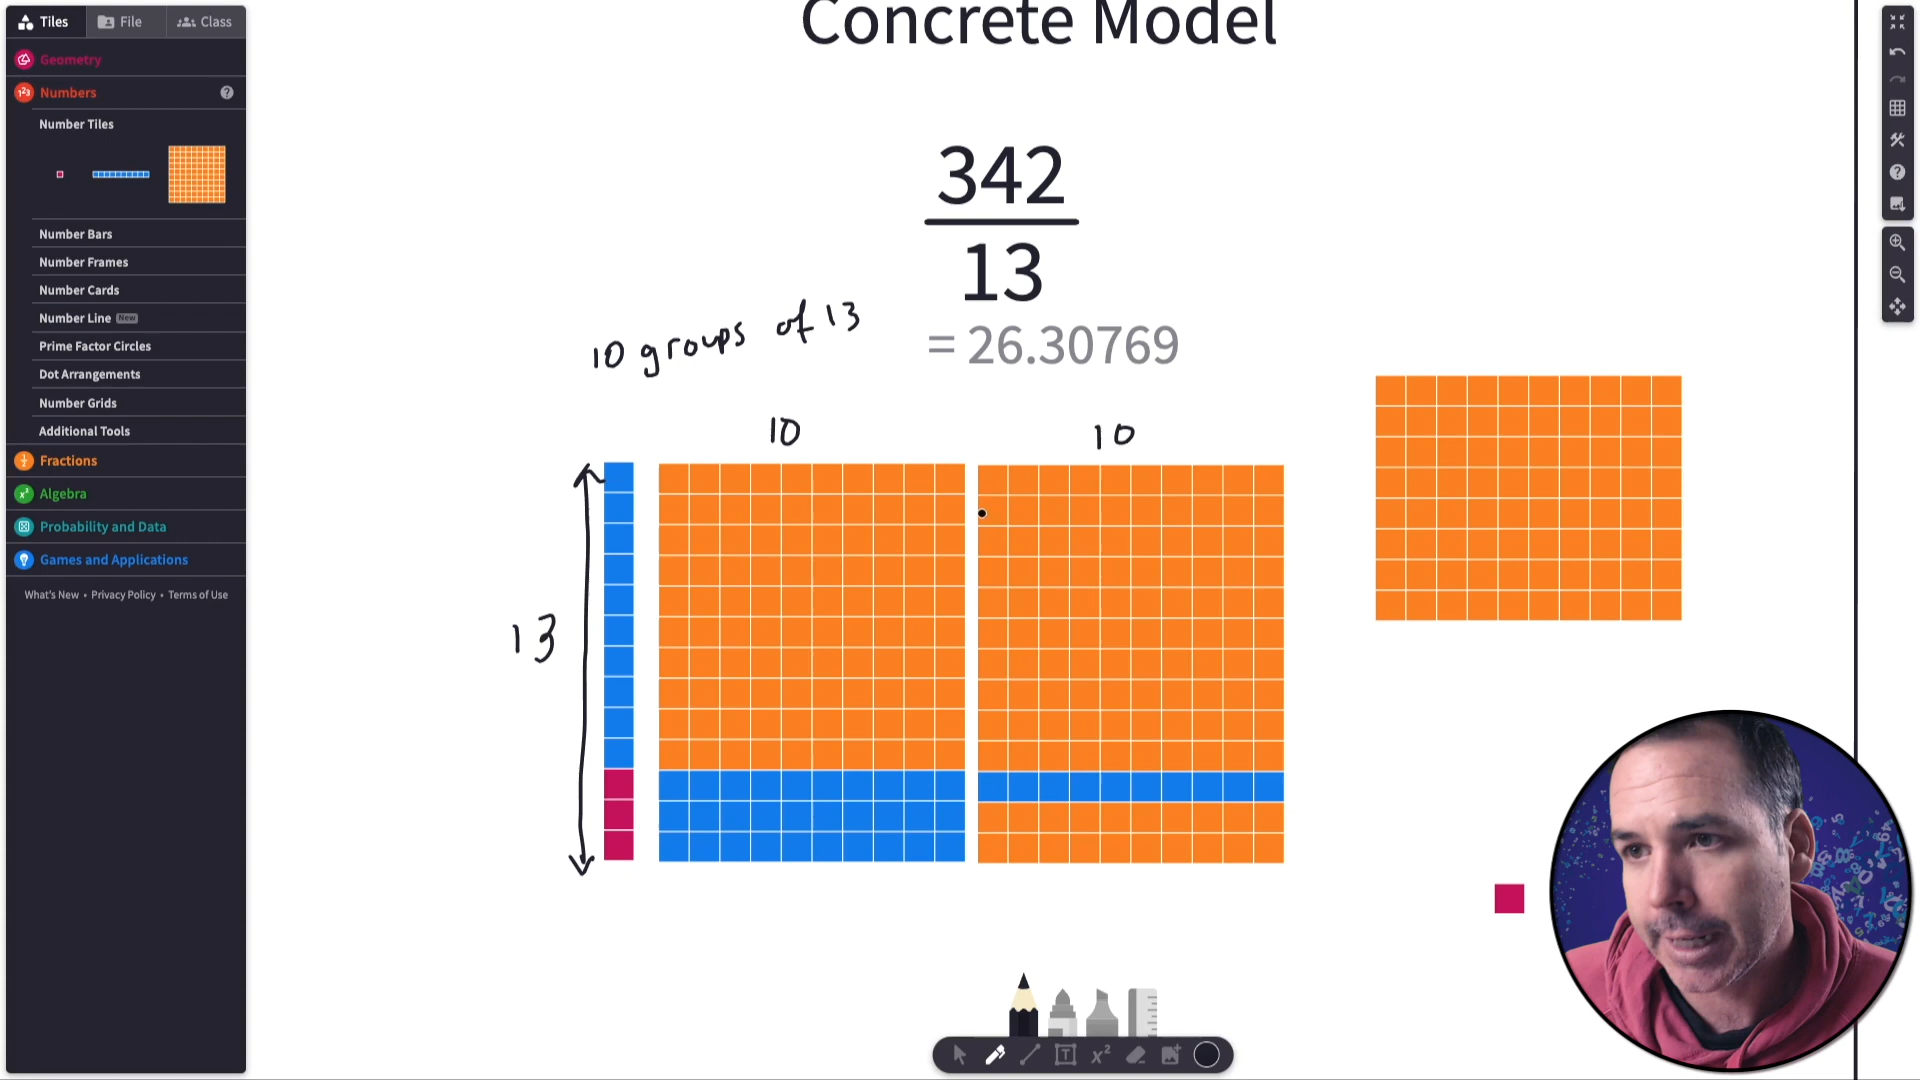 Tiles
File
Class
Geometry
Numbers
Number Tiles
Number Bars
Number Frames
Number Cards
Number Line New
Prime Factor Circles
Dot Arrangements
Number Grids
Additional Tools
Fractions
Algebra
Probability and Data
Games and Applications
What's New • Privacy Policy • Terms of Use
Concrete Model
342
13
= 26.30769
10 groups of 13
10
10
13